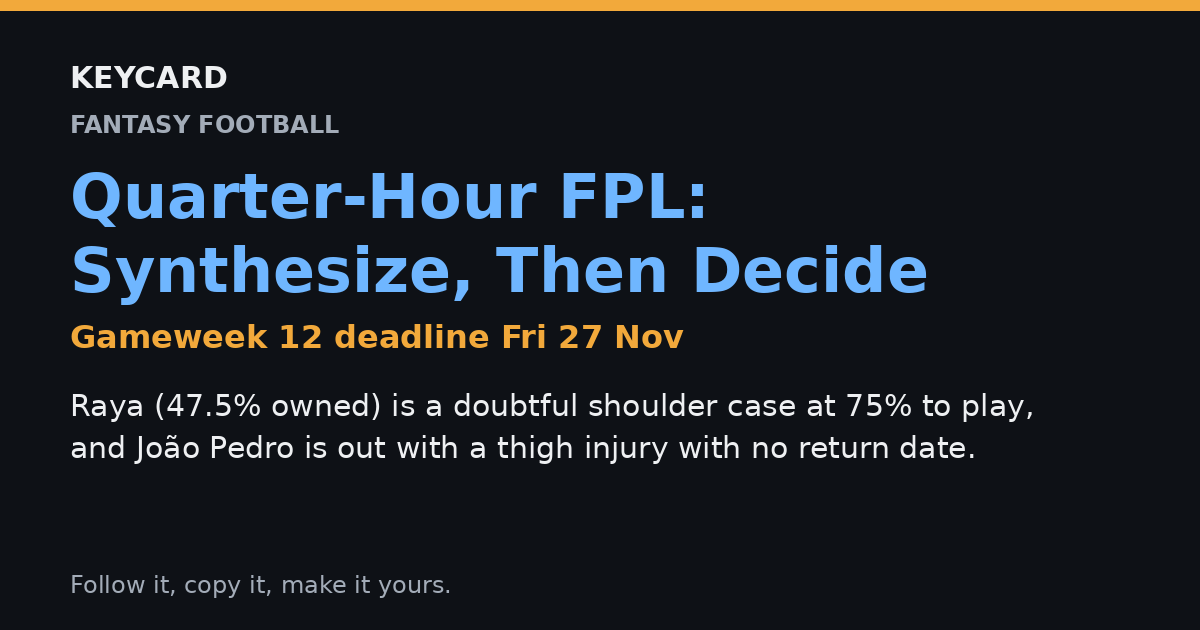 KEYCARD
FANTASY FOOTBALL
Quarter-Hour FPL:
Synthesize, Then Decide
Gameweek 12 deadline Fri 27 Nov
Raya (47.5% owned) is a doubtful shoulder case at 75% to play,
and João Pedro is out with a thigh injury with no return date.
Follow it, copy it, make it yours.